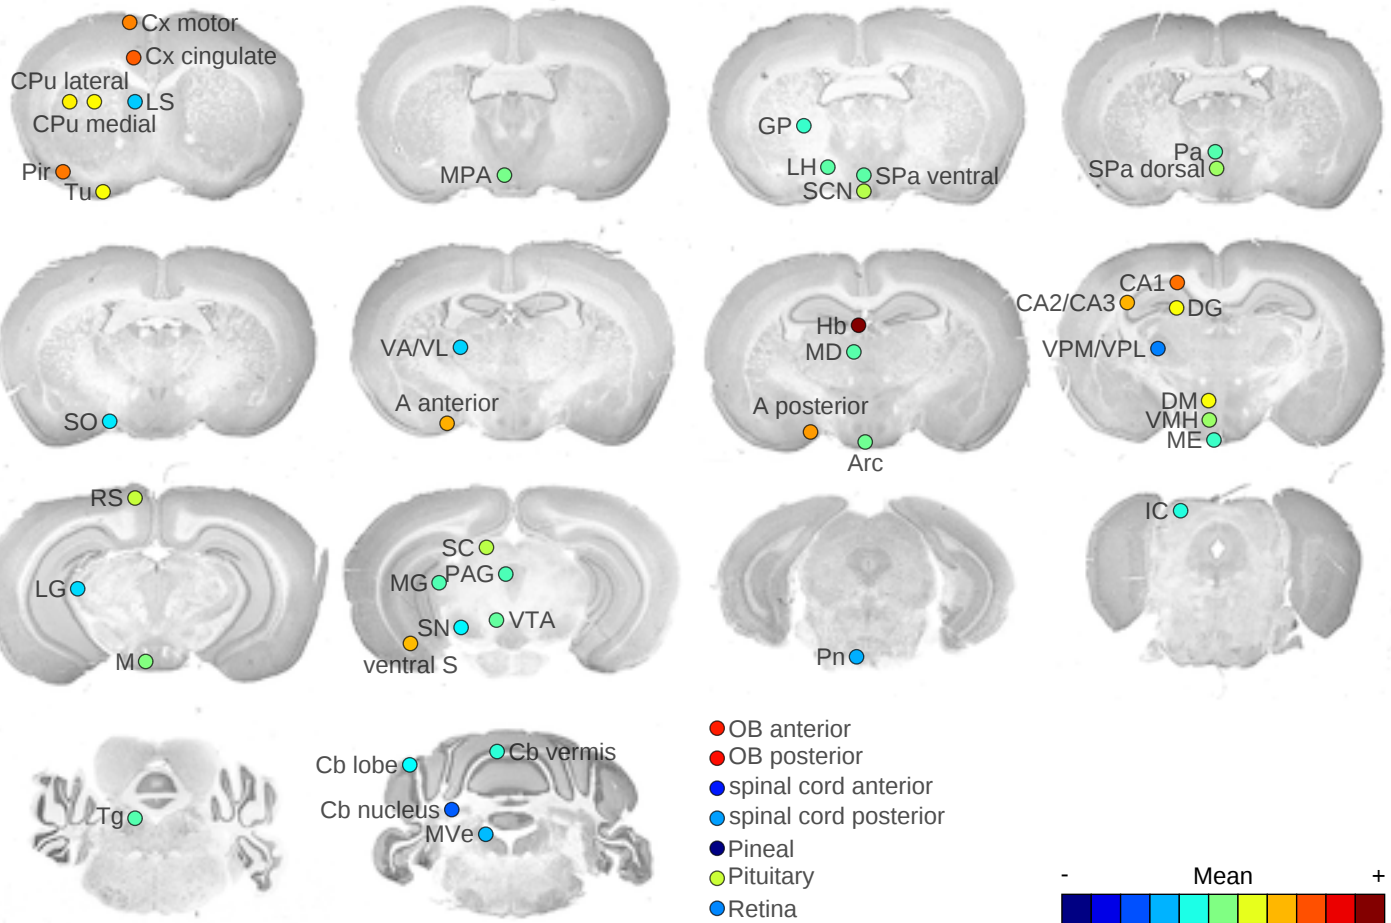 Cx motor
Cx cingulate
CPu lateral
LS
CPu medial
Pir
Tu
MPA
GP
LH
SPa ventral
SCN
Pa
SPa dorsal
SO
VA/VL
A anterior
Hb
MD
A posterior
Arc
CA1
CA2/CA3
DG
VPM/VPL
DM
VMH
ME
RS
LG
M
SC
MG
PAG
SN
VTA
ventral S
Pn
IC
Tg
Cb lobe
Cb vermis
Cb nucleus
MVe
OB anterior
OB posterior
spinal cord anterior
spinal cord posterior
Pineal
Pituitary
Retina
- Mean +